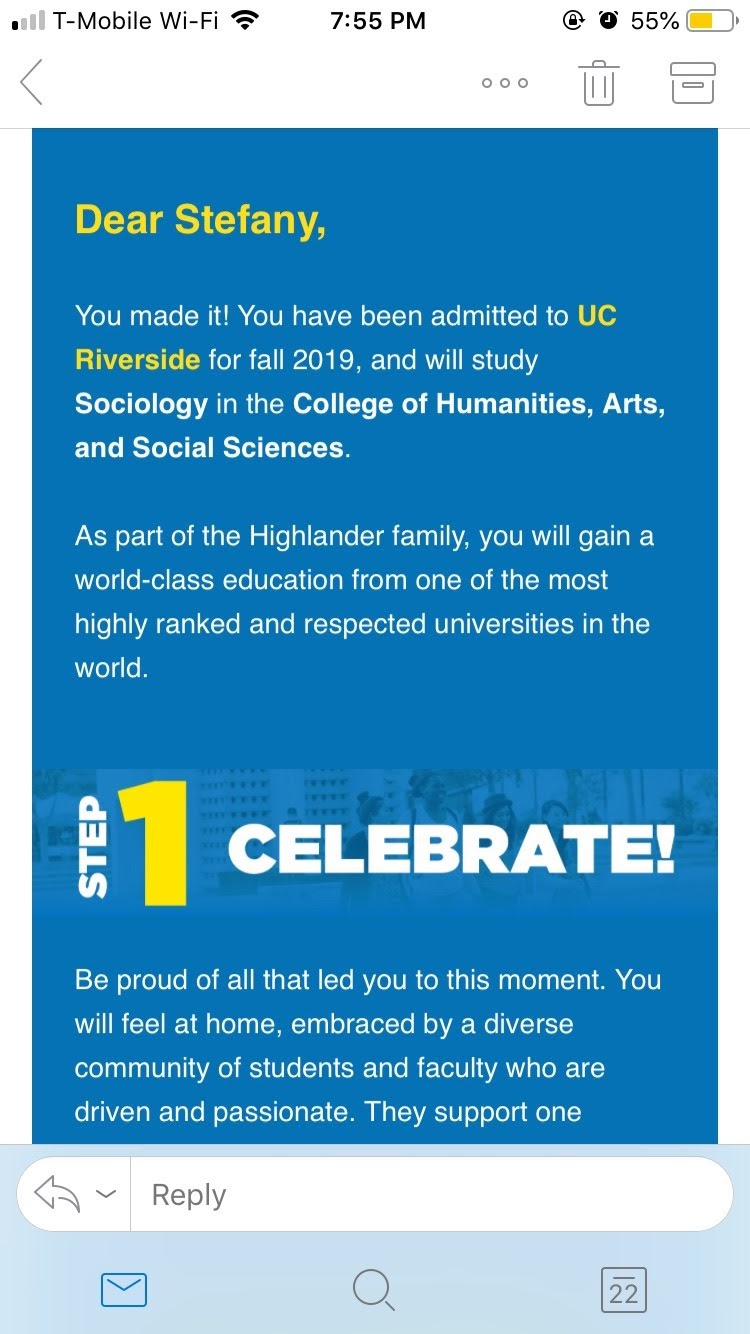 T-Mobile Wi-Fi 7:55 PM 55%
Dear Stefany,
You made it! You have been admitted to UC
Riverside for fall 2019, and will study
Sociology in the College of Humanities, Arts,
and Social Sciences.
As part of the Highlander family, you will gain a
world-class education from one of the most
highly ranked and respected universities in the
world.
STEP 1 CELEBRATE!
Be proud of all that led you to this moment. You
will feel at home, embraced by a diverse
community of students and faculty who are
driven and passionate. They support one
Reply
22